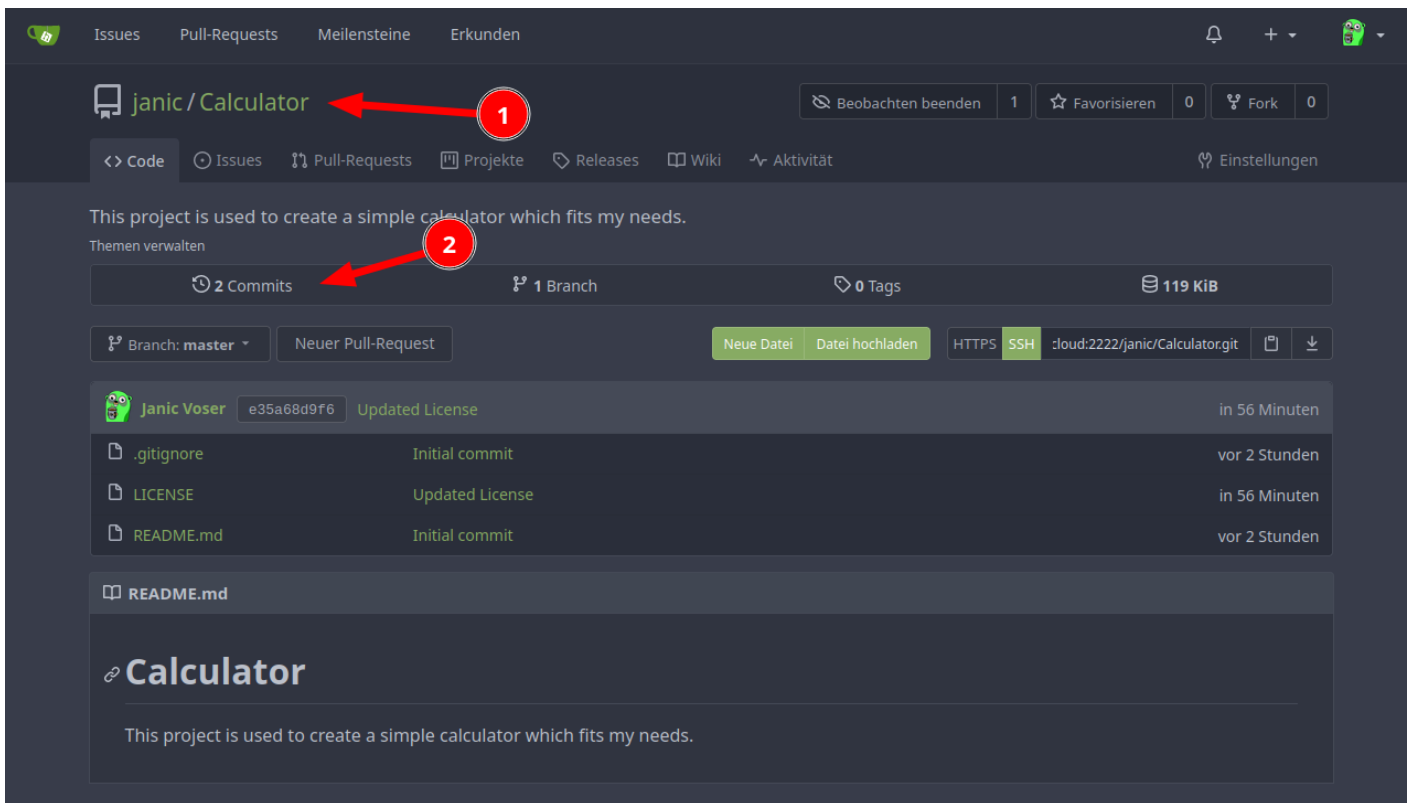 Issues Pull-Requests Meilensteine Erkunden
janic / Calculator
1
Beobachten beenden 1 Favorisieren 0 Fork 0
<> Code Issues Pull-Requests Projekte Releases Wiki Aktivität Einstellungen
This project is used to create a simple calculator which fits my needs.
Themen verwalten
2
2 Commits 1 Branch 0 Tags 119 KiB
Branch: master Neuer Pull-Request Neue Datei Datei hochladen HTTPS SSH cloud:2222/janic/Calculator.git
Janic Voser e35a68d9f6 Updated License in 56 Minuten
.gitignore Initial commit vor 2 Stunden
LICENSE Updated License in 56 Minuten
README.md Initial commit vor 2 Stunden
README.md
Calculator
This project is used to create a simple calculator which fits my needs.